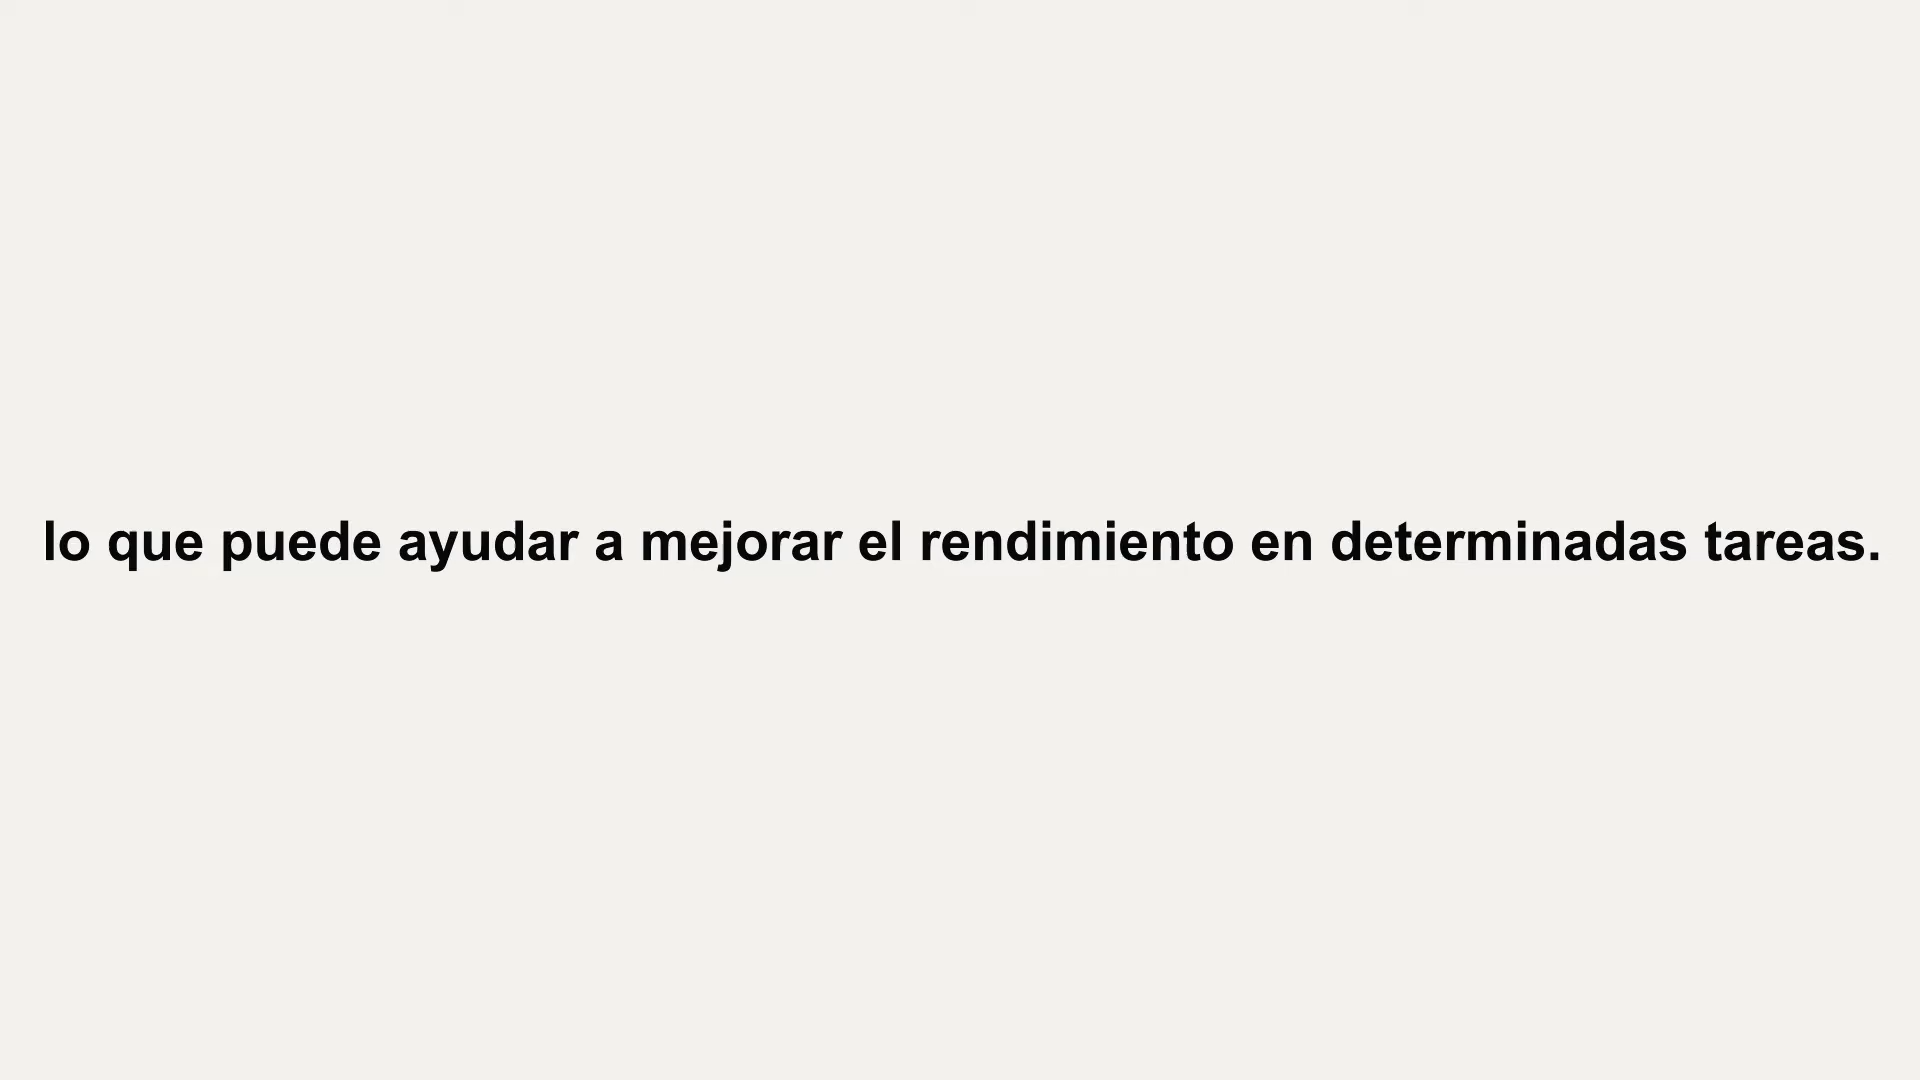 lo que puede ayudar a mejorar el rendimiento en determinadas tareas.